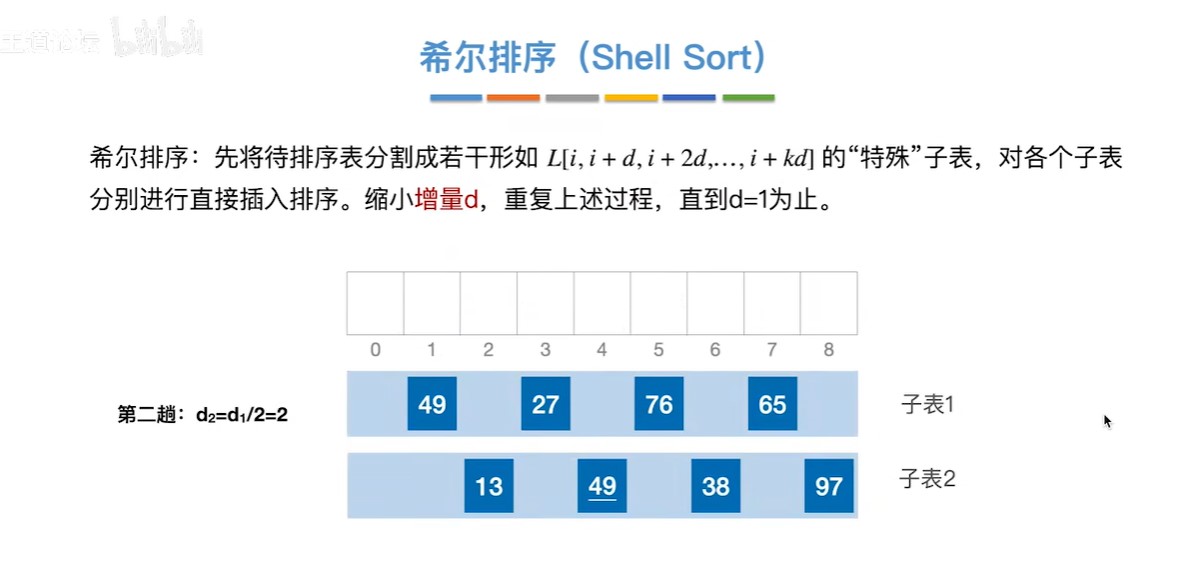 王道论坛 bilibili
希尔排序（Shell Sort）
希尔排序：先将待排序表分割成若干形如 L[i, i + d, i + 2d,…, i + kd] 的“特殊”子表，对各个子表
分别进行直接插入排序。缩小增量d，重复上述过程，直到d=1为止。
0 1 2 3 4 5 6 7 8
第二趟：d₂=d₁/2=2
49 27 76 65 子表1
13 49 38 97 子表2